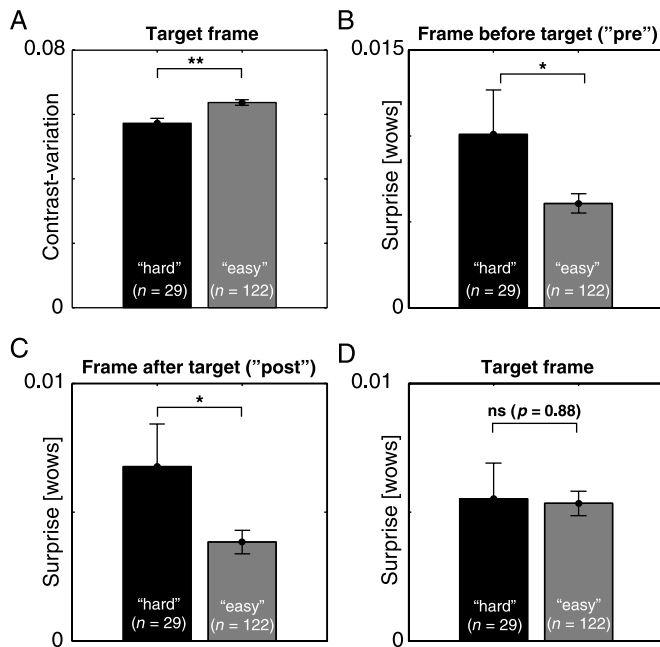 A
Target frame
0.08
**
Contrast-variation
"hard"
(n = 29)
"easy"
(n = 122)
0
B
Frame before target ("pre")
0.015
*
Surprise [wows]
"hard"
(n = 29)
"easy"
(n = 122)
0
C
Frame after target ("post")
0.01
*
Surprise [wows]
"hard"
(n = 29)
"easy"
(n = 122)
0
D
Target frame
0.01
ns (p = 0.88)
Surprise [wows]
"hard"
(n = 29)
"easy"
(n = 122)
0